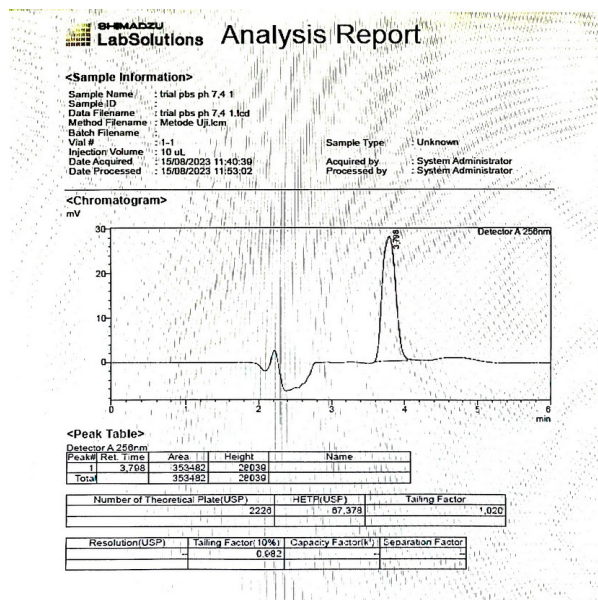 SHIMADZU
LabSolutions Analysis Report
<Sample Information>
Sample Name : trial pbs ph 7,4 1
Sample ID :
Data Filename : trial pbs ph 7,4 1.lcd
Method Filename : Metode Uji.lcm
Batch Filename :
Vial # : 1-1 Sample Type : Unknown
Injection Volume : 10 uL
Date Acquired : 15/08/2023 11:40:39 Acquired by : System Administrator
Date Processed : 15/08/2023 11:53:02 Processed by : System Administrator
<Chromatogram>
mV
30 Detector A 256nm
3,798
20
10
0
0 1 2 3 4 5 6
min
<Peak Table>
Detector A 256nm
Peak# Ret. Time Area Height Name
1 3,798 353482 28039
Total 353482 28039
Number of Theoretical Plate(USP) HETP(USP) Tailing Factor
2226 67,378 1,020
Resolution(USP) Tailing Factor(10%) Capacity Factor(k') Separation Factor
-- 0,982 -- --